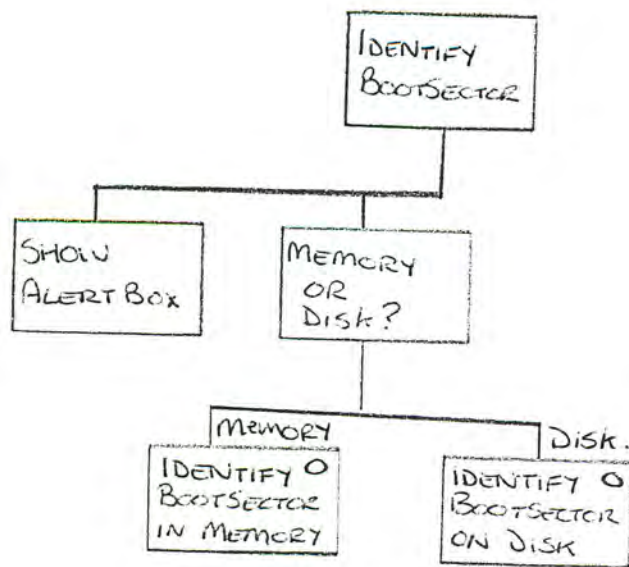 IDENTIFY
BOOTSECTOR
SHOW
ALERT BOX
MEMORY
OR
DISK?
MEMORY
DISK.
IDENTIFY O
BOOTSECTOR
IN MEMORY
IDENTIFY O
BOOTSECTOR
ON DISK